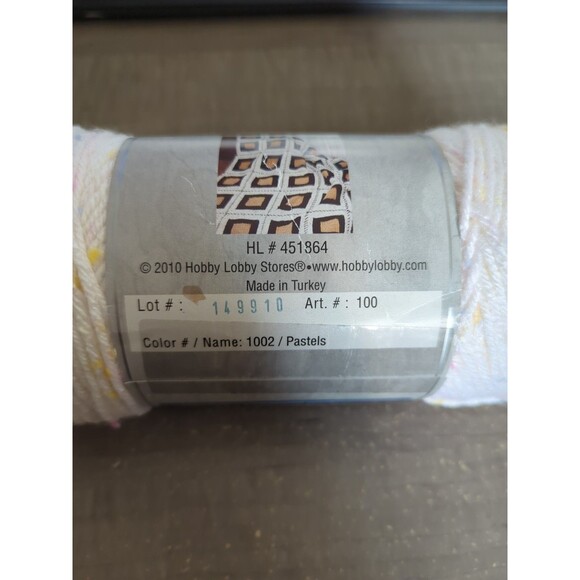 HL # 451864
© 2010 Hobby Lobby Stores®•www.hobbylobby.com
Made in Turkey
Lot # : 149910 Art. # : 100
Color # / Name: 1002 / Pastels